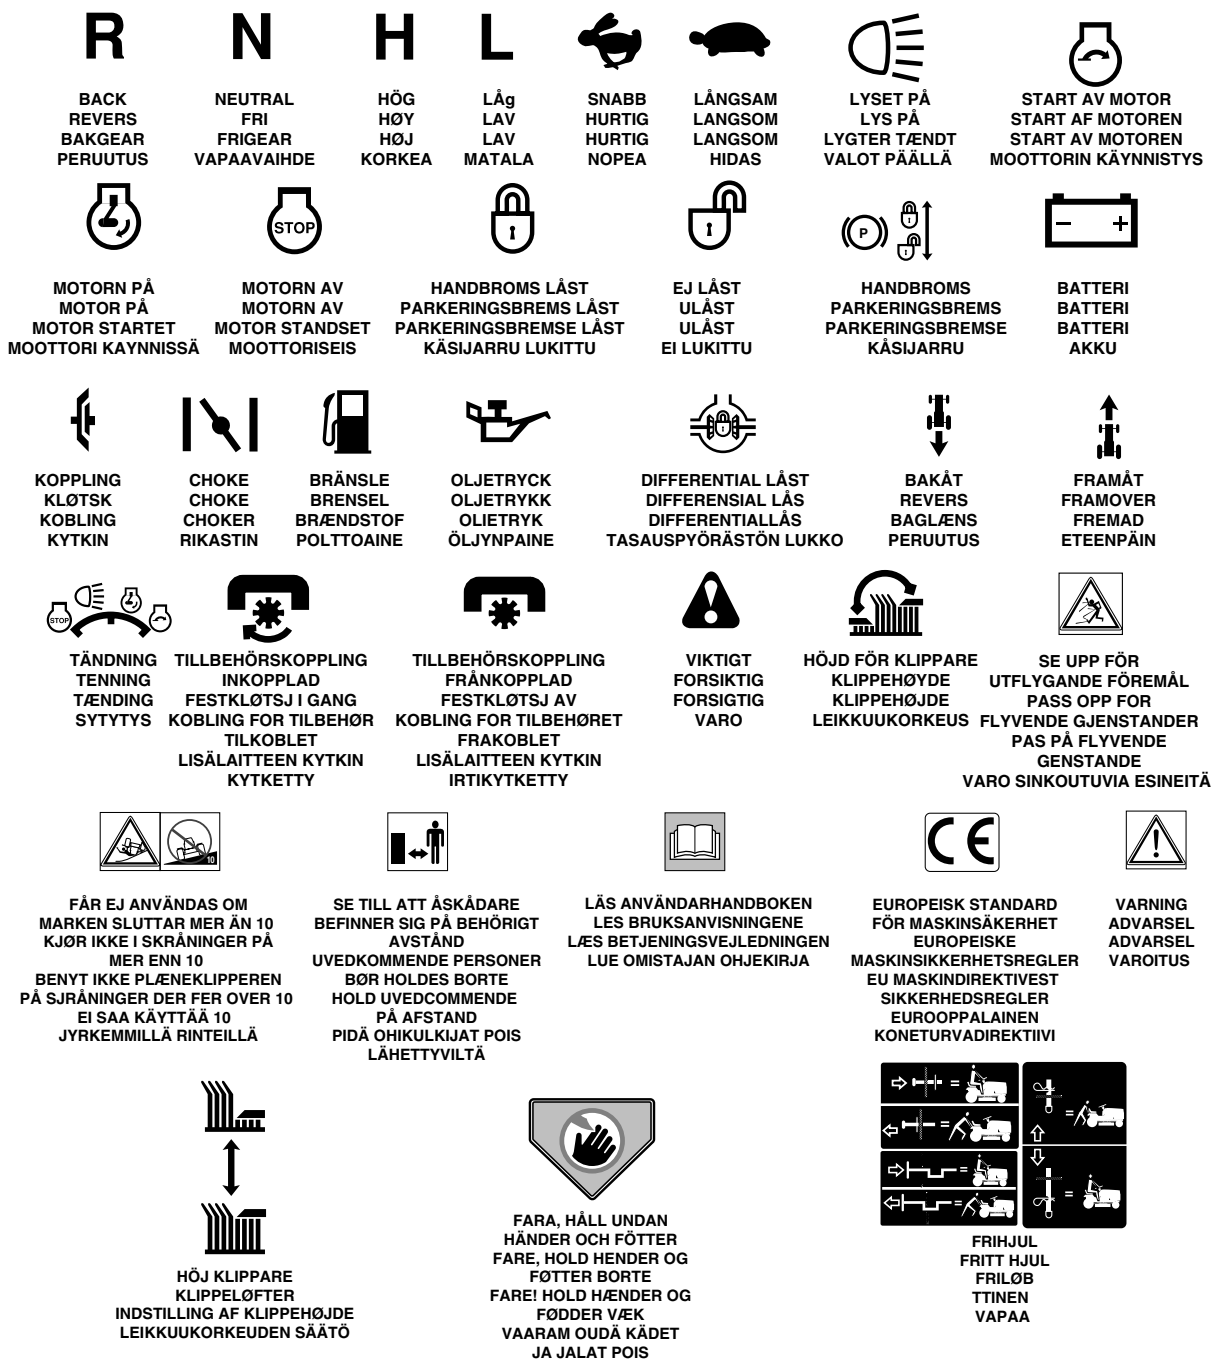 R
BACK
REVERS
BAKGEAR
PERUUTUS
N
NEUTRAL
FRI
FRIGEAR
VAPAAVAIHDE
H
HÖG
HØY
HØJ
KORKEA
L
LÅg
LAV
LAV
MATALA
SNABB
HURTIG
HURTIG
NOPEA
LÅNGSAM
LANGSOM
LANGSOM
HIDAS
LYSET PÅ
LYS PÅ
LYGTER TÆNDT
VALOT PÄÄLLÄ
START AV MOTOR
START AF MOTOREN
START AV MOTOREN
MOOTTORIN KÄYNNISTYS
MOTORN PÅ
MOTOR PÅ
MOTOR STARTET
MOOTTORI KAYNNISSÄ
STOP
MOTORN AV
MOTORN AV
MOTOR STANDSET
MOOTTORISEIS
HANDBROMS LÅST
PARKERINGSBREMS LÅST
PARKERINGSBREMSE LÅST
KÄSIJARRU LUKITTU
EJ LÅST
ULÅST
ULÅST
EI LUKITTU
P
HANDBROMS
PARKERINGSBREMS
PARKERINGSBREMSE
KÅSIJARRU
BATTERI
BATTERI
BATTERI
AKKU
KOPPLING
KLØTSK
KOBLING
KYTKIN
CHOKE
CHOKE
CHOKER
RIKASTIN
BRÄNSLE
BRENSEL
BRÆNDSTOF
POLTTOAINE
OLJETRYCK
OLJETRYKK
OLIETRYK
ÖLJYNPAINE
DIFFERENTIAL LÅST
DIFFERENSIAL LÅS
DIFFERENTIALLÅS
TASAUSPYÖRÄSTÖN LUKKO
BAKÅT
REVERS
BAGLÆNS
PERUUTUS
FRAMÅT
FRAMOVER
FREMAD
ETEENPÄIN
STOP
TÄNDNING
TENNING
TÆNDING
SYTYTYS
TILLBEHÖRSKOPPLING
INKOPPLAD
FESTKLØTSJ I GANG
KOBLING FOR TILBEHØR
TILKOBLET
LISÄLAITTEEN KYTKIN
KYTKETTY
TILLBEHÖRSKOPPLING
FRÅNKOPPLAD
FESTKLØTSJ AV
KOBLING FOR TILBEHØRET
FRAKOBLET
LISÄLAITTEEN KYTKIN
IRTIKYTKETTY
VIKTIGT
FORSIKTIG
FORSIGTIG
VARO
HÖJD FÖR KLIPPARE
KLIPPEHØYDE
KLIPPEHØJDE
LEIKKUUKORKEUS
SE UPP FÖR
UTFLYGANDE FÖREMÅL
PASS OPP FOR
FLYVENDE GJENSTANDER
PAS PÅ FLYVENDE
GENSTANDE
VARO SINKOUTUVIA ESINEITÄ
10
FÅR EJ ANVÄNDAS OM
MARKEN SLUTTAR MER ÄN 10
KJØR IKKE I SKRÅNINGER PÅ
MER ENN 10
BENYT IKKE PLÆNEKLIPPEREN
PÅ SJRÅNINGER DER FER OVER 10
EI SAA KÄYTTÄÄ 10
JYRKEMMILLÄ RINTEILLÄ
SE TILL ATT ÅSKÅDARE
BEFINNER SIG PÅ BEHÖRIGT
AVSTÅND
UVEDKOMMENDE PERSONER
BØR HOLDES BORTE
HOLD UVEDCOMMENDE
PÅ AFSTAND
PIDÄ OHIKULKIJAT POIS
LÄHETTYVILTÄ
LÄS ANVÄNDARHANDBOKEN
LES BRUKSANVISNINGENE
LÆS BETJENINGSVEJLEDNINGEN
LUE OMISTAJAN OHJEKIRJA
CE
EUROPEISK STANDARD
FÖR MASKINSÄKERHET
EUROPEISKE
MASKINSIKKERHETSREGLER
EU MASKINDIREKTIVEST
SIKKERHEDSREGLER
EUROOPPALAINEN
KONETURVADIREKTIIVI
VARNING
ADVARSEL
ADVARSEL
VAROITUS
HÖJ KLIPPARE
KLIPPELØFTER
INDSTILLING AF KLIPPEHØJDE
LEIKKUUKORKEUDEN SÄÄTÖ
FARA, HÅLL UNDAN
HÄNDER OCH FÖTTER
FARE, HOLD HENDER OG
FØTTER BORTE
FARE! HOLD HÆNDER OG
FØDDER VÆK
VAARAM OUDÄ KÄDET
JA JALAT POIS
FRIHJUL
FRITT HJUL
FRILØB
TTINEN
VAPAA